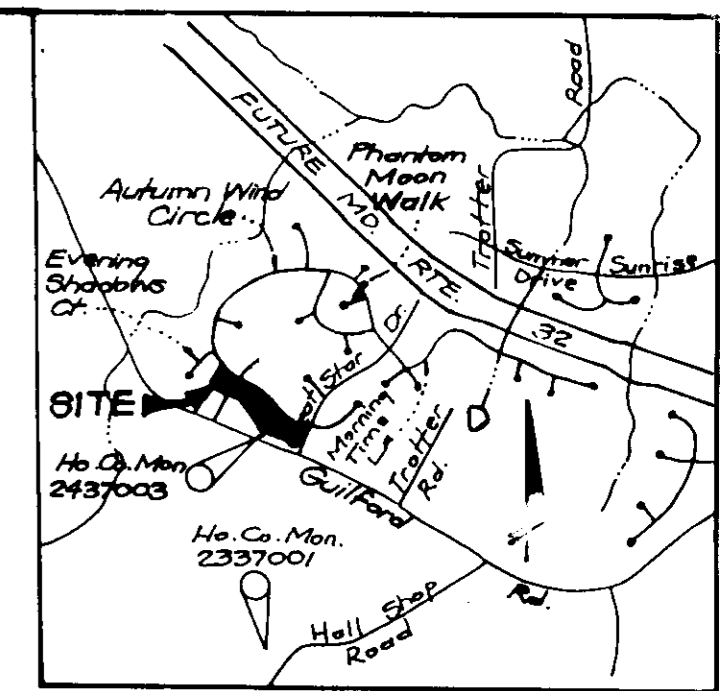 Road
FUTURE MD. RTE. 32
Phantom
Moon
Walk
Trotter
Autumn Wind
Circle
Summer
Drive
Sunrise
Evening
Shadows
Ct.
Dr.
Star
SITE
Morning
Time
La
Trotter
Rd.
Ho.Co.Mon.
2437003
Guilford
Rd.
Ho.Co.Mon.
2337001
Hall Shop
Road